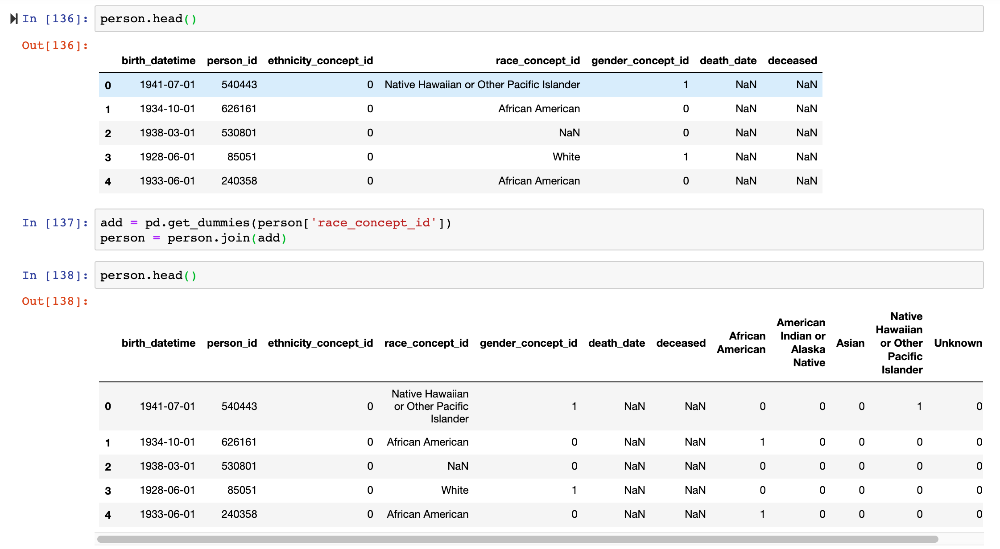 In [136]: person.head()
Out[136]:
birth_datetime person_id ethnicity_concept_id race_concept_id gender_concept_id death_date deceased
0 1941-07-01 540443 0 Native Hawaiian or Other Pacific Islander 1 NaN NaN
1 1934-10-01 626161 0 African American 0 NaN NaN
2 1938-03-01 530801 0 NaN 0 NaN NaN
3 1928-06-01 85051 0 White 1 NaN NaN
4 1933-06-01 240358 0 African American 0 NaN NaN
In [137]: add = pd.get_dummies(person['race_concept_id'])
person = person.join(add)
In [138]: person.head()
Out[138]:
birth_datetime person_id ethnicity_concept_id race_concept_id gender_concept_id death_date deceased African American American Indian or Alaska Native Asian Native Hawaiian or Other Pacific Islander Unknown
0 1941-07-01 540443 0 Native Hawaiian or Other Pacific Islander 1 NaN NaN 0 0 0 1 0
1 1934-10-01 626161 0 African American 0 NaN NaN 1 0 0 0 0
2 1938-03-01 530801 0 NaN 0 NaN NaN 0 0 0 0 0
3 1928-06-01 85051 0 White 1 NaN NaN 0 0 0 0 0
4 1933-06-01 240358 0 African American 0 NaN NaN 1 0 0 0 0